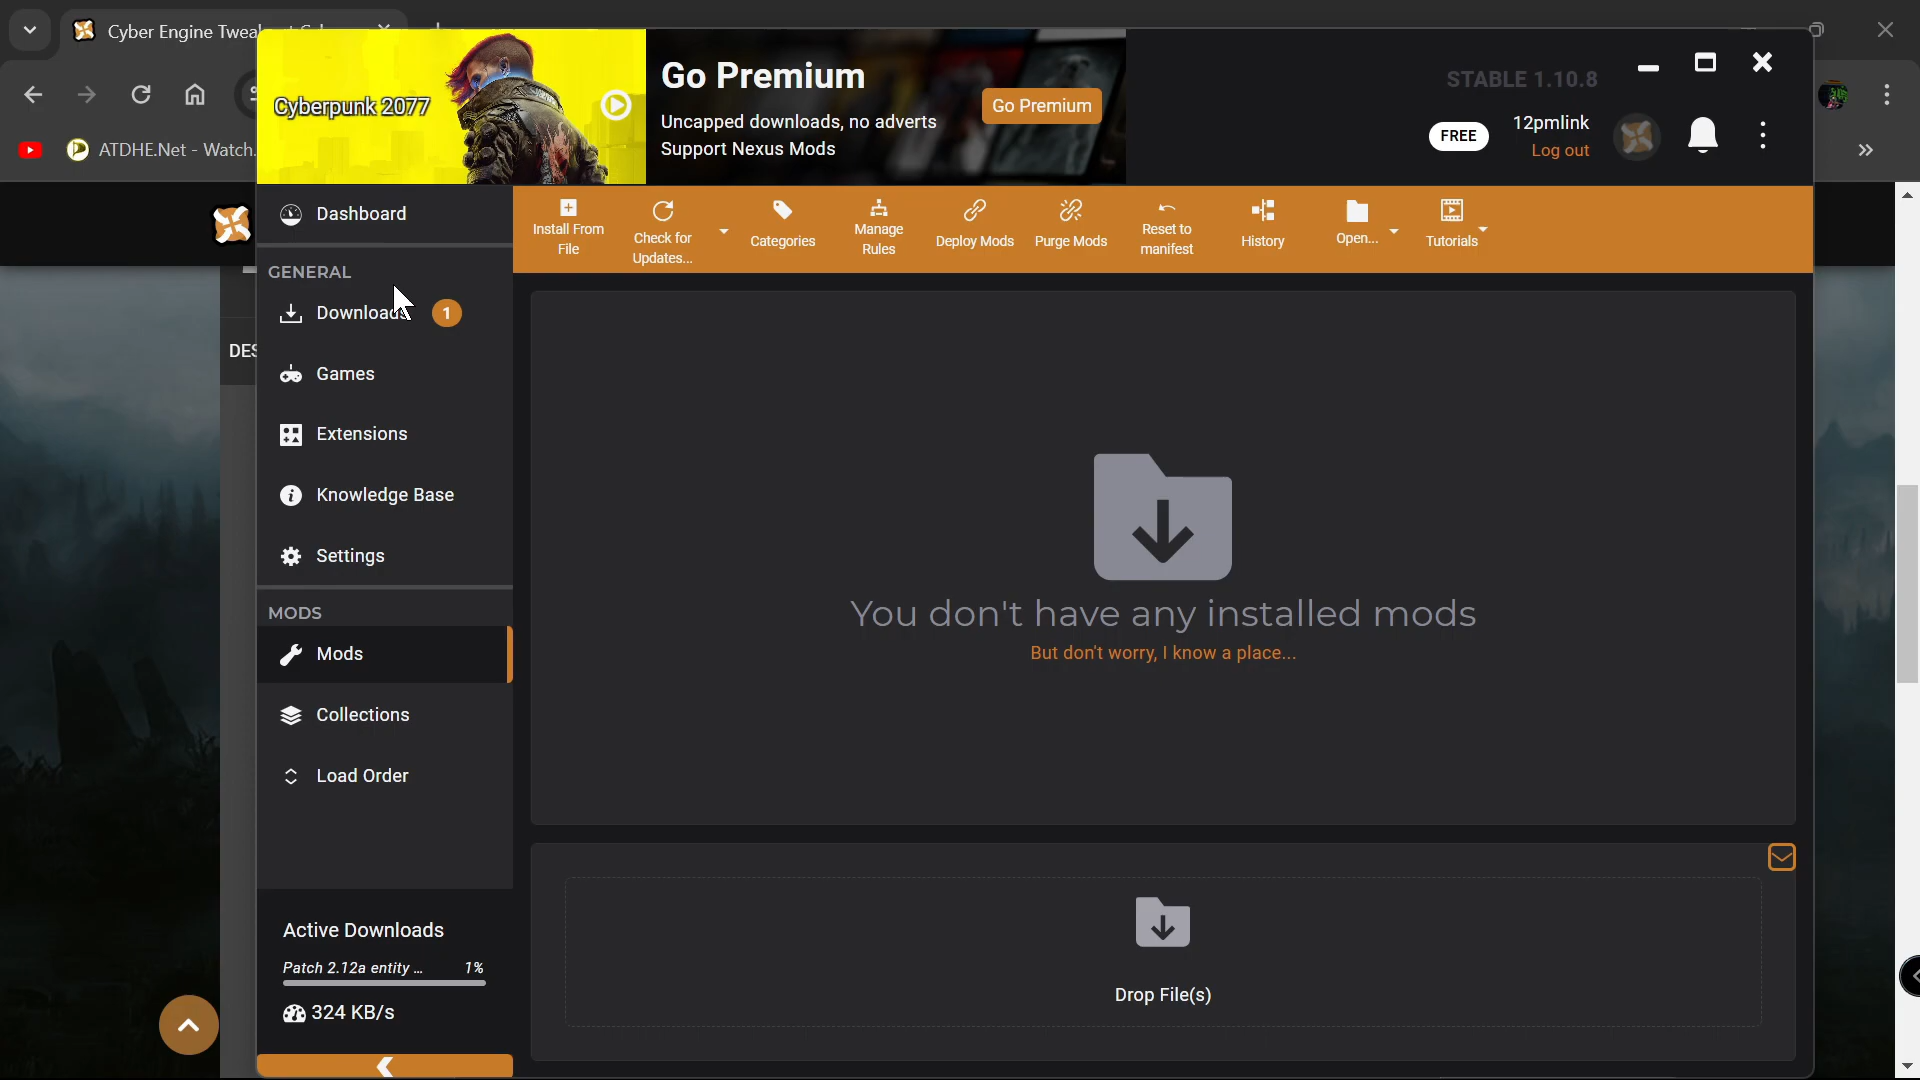 Cyber Engine Tweak
ATDHE.Net - Watch
DES
Cyberpunk 2077
Go Premium
Uncapped downloads, no adverts
Support Nexus Mods
Go Premium
STABLE 1.10.8
FREE
12pmlink
Log out
Dashboard
GENERAL
Downloads 1
Games
Extensions
Knowledge Base
Settings
MODS
Mods
Collections
Load Order
Active Downloads
Patch 2.12a entity ... 1%
324 KB/s
Install From
File
Check for
Updates...
Categories
Manage
Rules
Deploy Mods
Purge Mods
Reset to
manifest
History
Open...
Tutorials
You don't have any installed mods
But don't worry, I know a place...
Drop File(s)